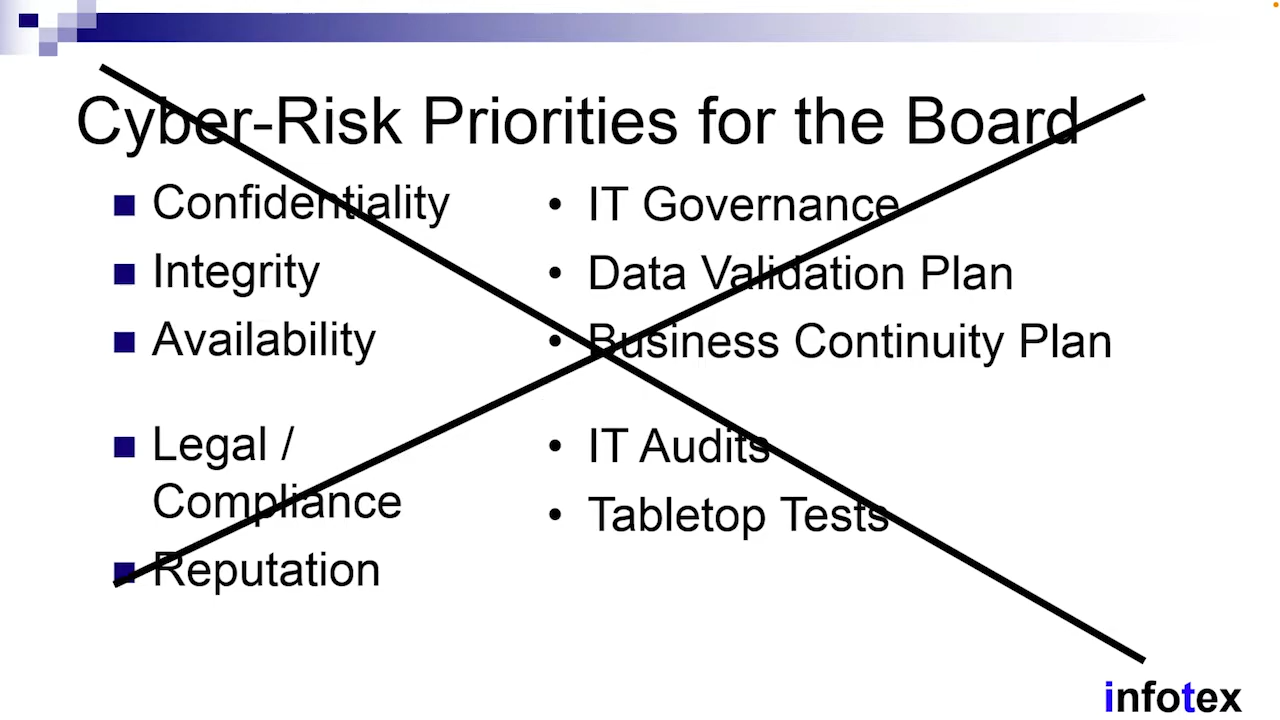 Cyber-Risk Priorities for the Board
Confidentiality
Integrity
Availability
Legal /
Compliance
Reputation
• IT Governance
• Data Validation Plan
• Business Continuity Plan
• IT Audits
• Tabletop Tests
infotex